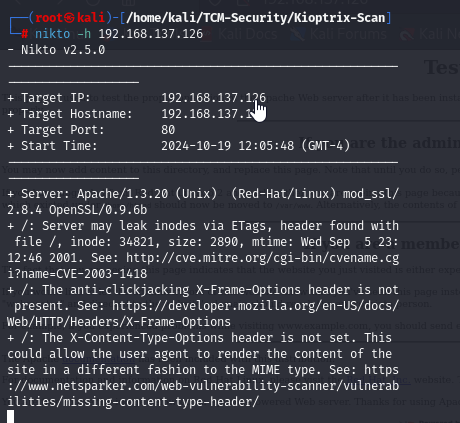 ┌──(root㉿kali)-[/home/kali/TCM-Security/Kioptrix-Scan]
└─# nikto -h 192.168.137.126
- Nikto v2.5.0
---------------------------------------------------
-----------------
+ Target IP:          192.168.137.126
+ Target Hostname:    192.168.137.1
+ Target Port:        80
+ Start Time:         2024-10-19 12:05:48 (GMT-4)
---------------------------------------------------
-----------------
+ Server: Apache/1.3.20 (Unix)  (Red-Hat/Linux) mod_ssl/
2.8.4 OpenSSL/0.9.6b
+ /: Server may leak inodes via ETags, header found with
 file /, inode: 34821, size: 2890, mtime: Wed Sep  5 23:
12:46 2001. See: http://cve.mitre.org/cgi-bin/cvename.cg
i?name=CVE-2003-1418
+ /: The anti-clickjacking X-Frame-Options header is not
 present. See: https://developer.mozilla.org/en-US/docs/
Web/HTTP/Headers/X-Frame-Options
+ /: The X-Content-Type-Options header is not set. This
could allow the user agent to render the content of the
site in a different fashion to the MIME type. See: https
://www.netsparker.com/web-vulnerability-scanner/vulnerab
ilities/missing-content-type-header/